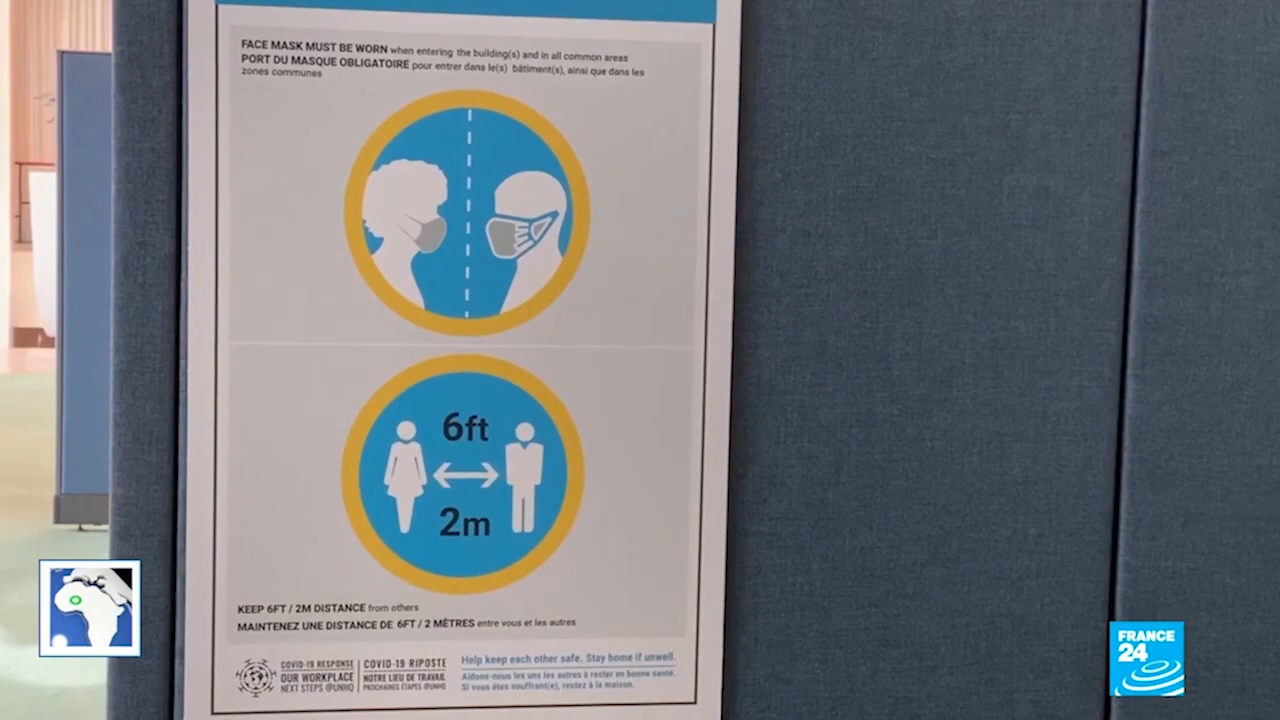 FACE MASK MUST BE WORN when entering the building(s) and in all common areas
PORT DU MASQUE OBLIGATOIRE pour entrer dans le(s) bâtiment(s), ainsi que dans les
zones communes
6ft
2m
KEEP 6FT / 2M DISTANCE from others
MAINTENEZ UNE DISTANCE DE 6FT / 2 MÈTRES entre vous et les autres
COVID-19 RESPONSE
OUR WORKPLACE
NEXT STEPS @UNHQ
COVID-19 RIPOSTE
NOTRE LIEU DE TRAVAIL
PROCHAINES ÉTAPES @UNHQ
Help keep each other safe. Stay home if unwell.
Aidons-nous les uns les autres à rester en bonne santé.
Si vous êtes souffrant(e), restez à la maison.
FRANCE
24